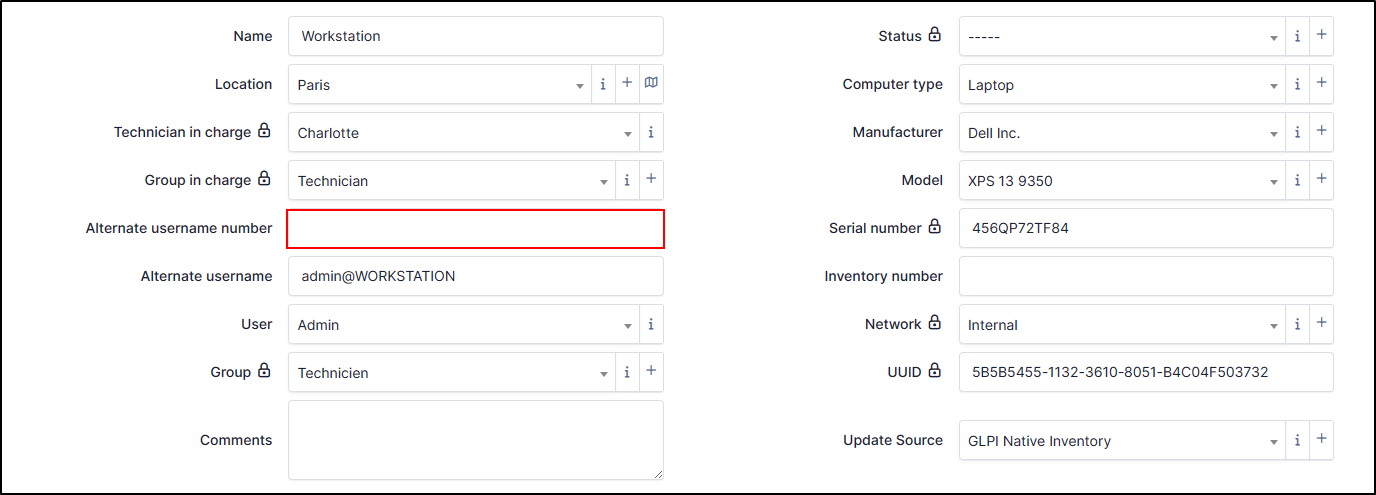 Name Workstation
Location Paris
Technician in charge Charlotte
Group in charge Technician
Alternate username number
Alternate username admin@WORKSTATION
User Admin
Group Technicien
Comments
Status -----
Computer type Laptop
Manufacturer Dell Inc.
Model XPS 13 9350
Serial number 456QP72TF84
Inventory number
Network Internal
UUID 5B5B5455-1132-3610-8051-B4C04F503732
Update Source GLPI Native Inventory